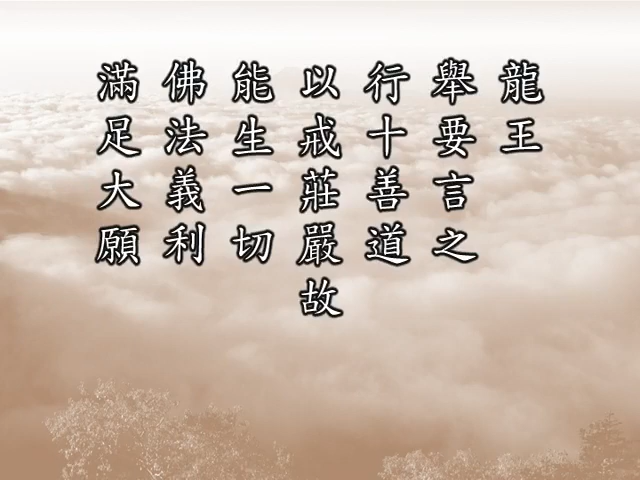 龍王
舉要言之
行十善道
以戒莊嚴故
能生一切
佛法義利
滿足大願